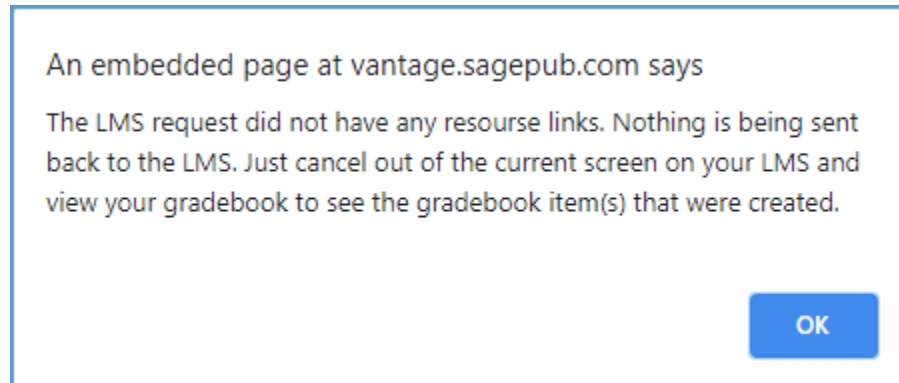 An embedded page at vantage.sagepub.com says
The LMS request did not have any resourse links. Nothing is being sent
back to the LMS. Just cancel out of the current screen on your LMS and
view your gradebook to see the gradebook item(s) that were created.
OK